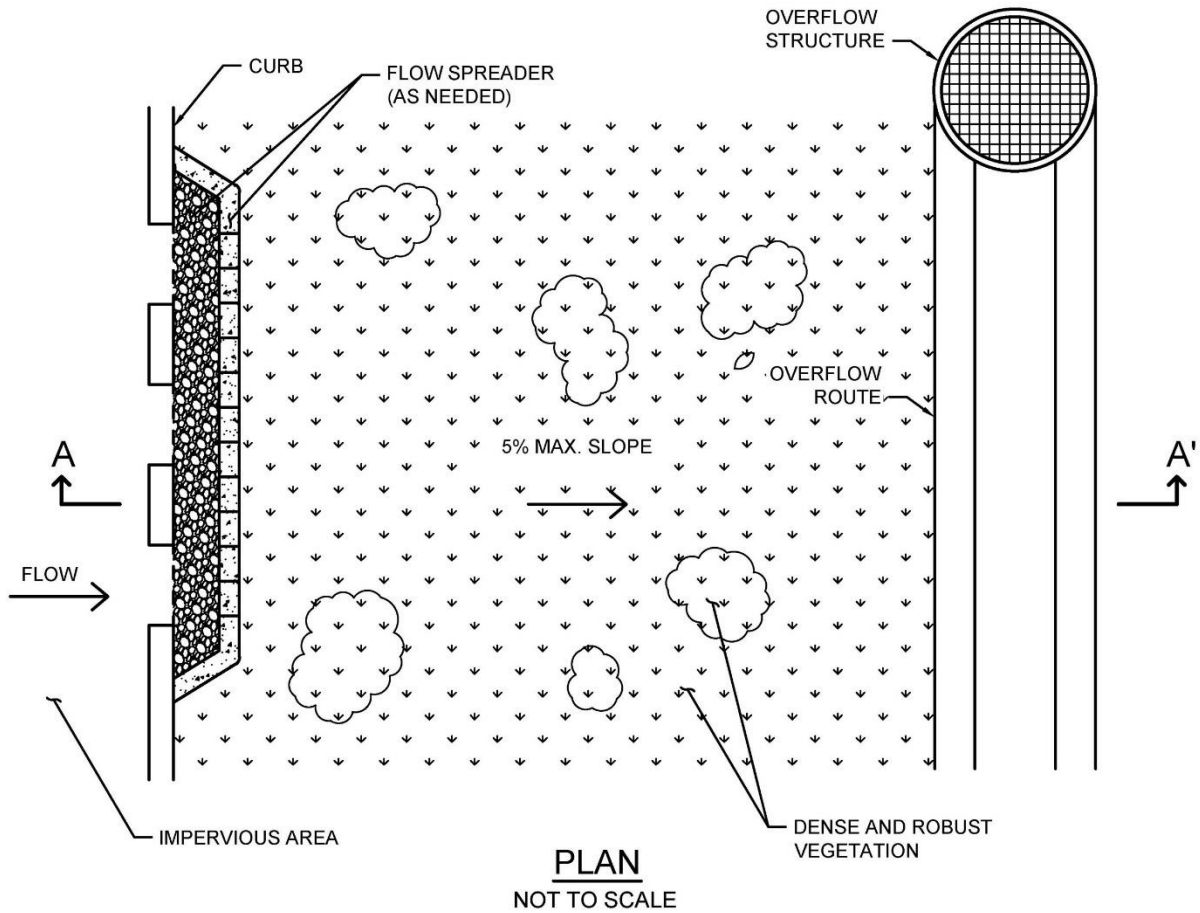 OVERFLOW
STRUCTURE
CURB
FLOW SPREADER
(AS NEEDED)
OVERFLOW
ROUTE
5% MAX. SLOPE
A
A'
FLOW
IMPERVIOUS AREA
DENSE AND ROBUST
VEGETATION
PLAN
NOT TO SCALE